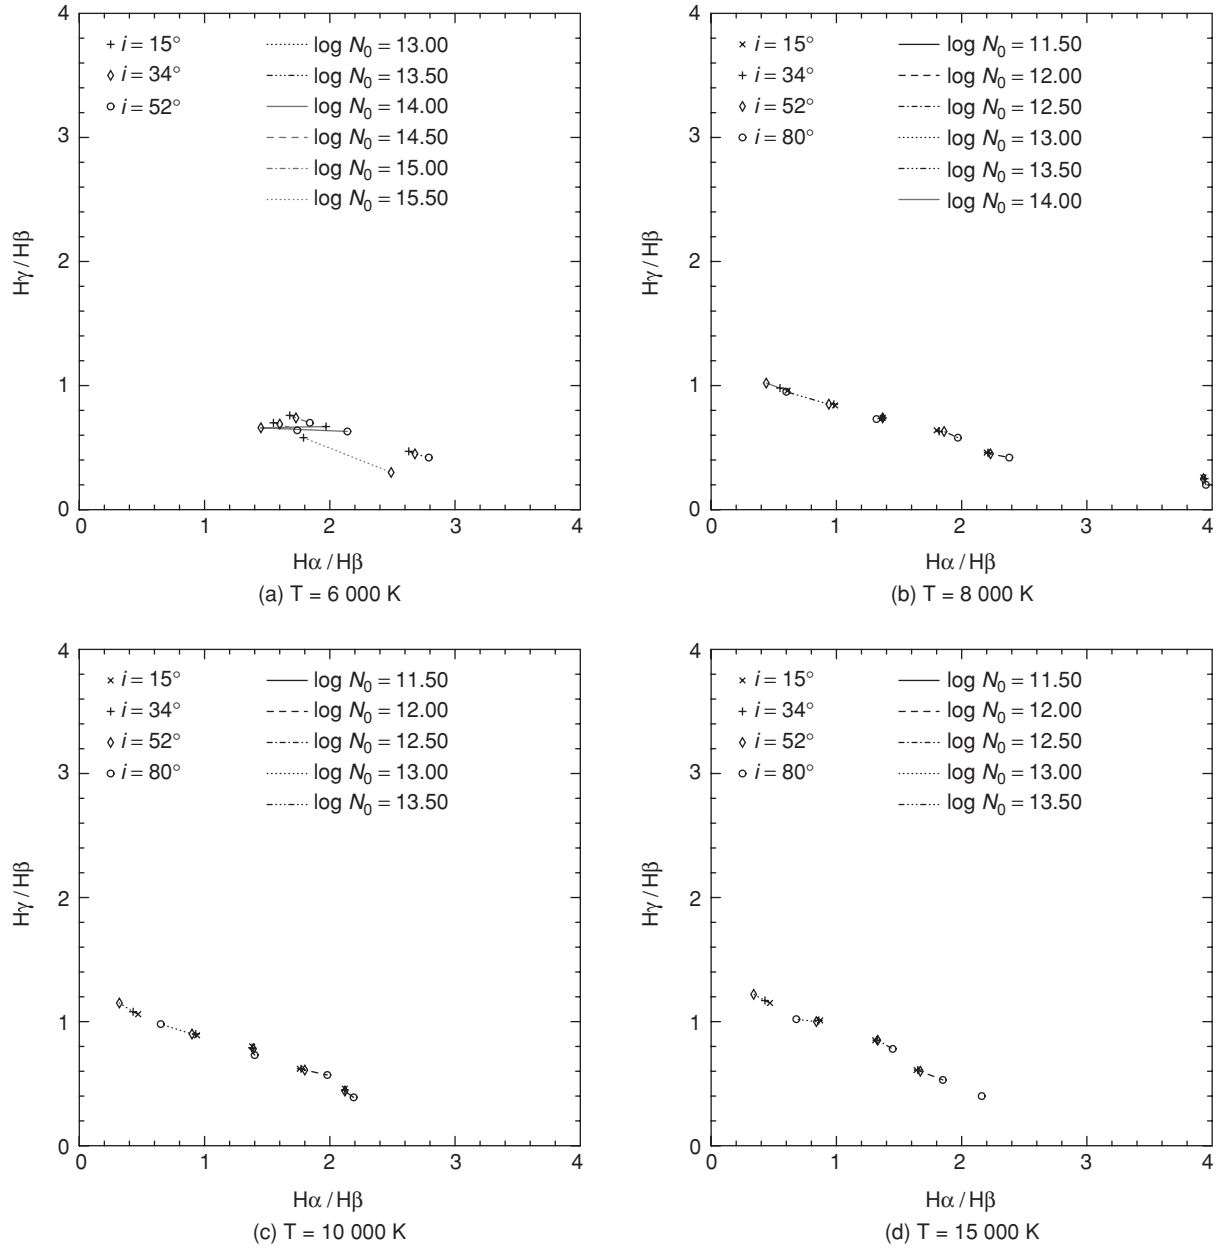 4
i = 15°
i = 34°
i = 52°
log N0 = 13.00
log N0 = 13.50
log N0 = 14.00
log N0 = 14.50
log N0 = 15.00
log N0 = 15.50
3
2
1
0
Hγ/Hβ
0 1 2 3 4
Hα/Hβ
(a) T = 6 000 K
4
i = 15°
i = 34°
i = 52°
i = 80°
log N0 = 11.50
log N0 = 12.00
log N0 = 12.50
log N0 = 13.00
log N0 = 13.50
log N0 = 14.00
3
2
1
0
Hγ/Hβ
0 1 2 3 4
Hα/Hβ
(b) T = 8 000 K
4
i = 15°
i = 34°
i = 52°
i = 80°
log N0 = 11.50
log N0 = 12.00
log N0 = 12.50
log N0 = 13.00
log N0 = 13.50
3
2
1
0
Hγ/Hβ
0 1 2 3 4
Hα/Hβ
(c) T = 10 000 K
4
i = 15°
i = 34°
i = 52°
i = 80°
log N0 = 11.50
log N0 = 12.00
log N0 = 12.50
log N0 = 13.00
log N0 = 13.50
3
2
1
0
Hγ/Hβ
0 1 2 3 4
Hα/Hβ
(d) T = 15 000 K